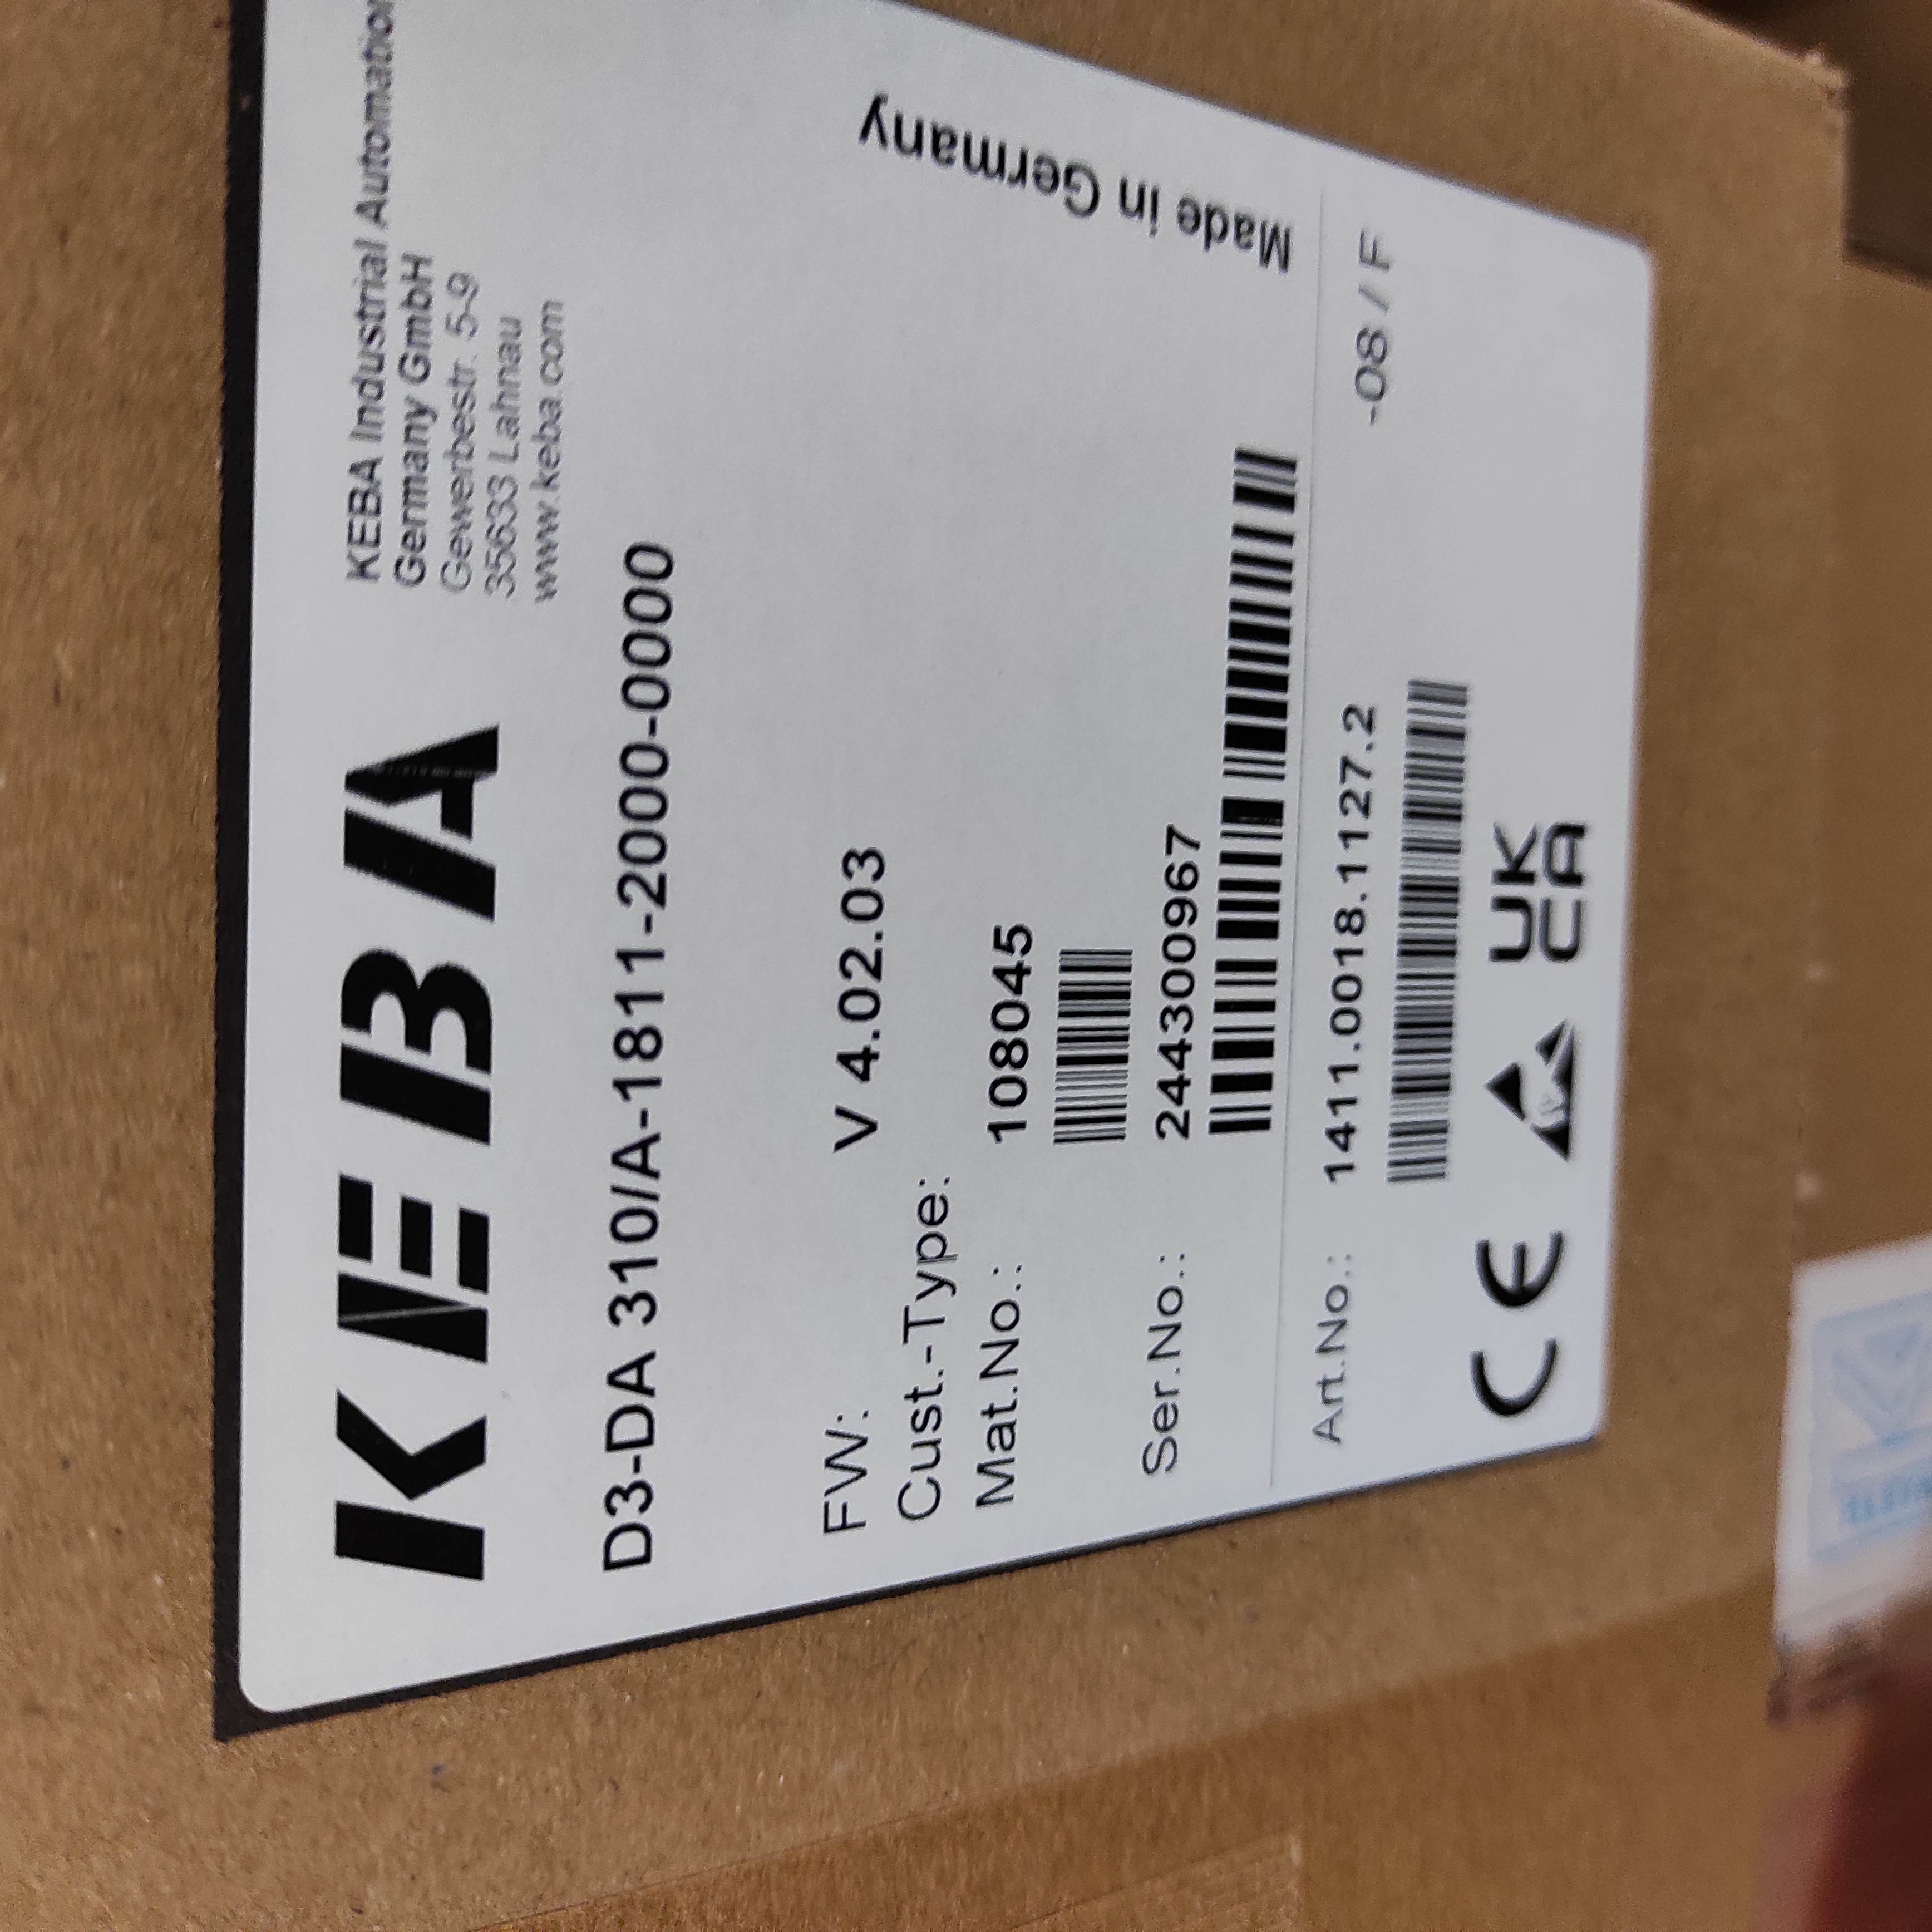 KEBA
KEBA Industrial Automation
Germany GmbH
Gewerbestr. 5-9
35633 Lahnau
www.keba.com
D3-DA 310/A-1811-2000-0000
FW: V 4.02.03
Cust.-Type:
Mat.No.: 108045
Ser.No.: 244300967
Made in Germany
Art.No.: 1411.0018.1127.2 -08 / F
CE UK
CA